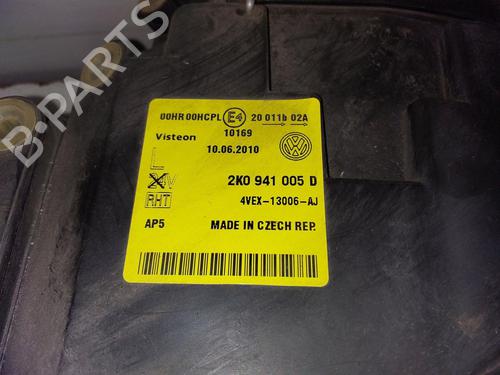 00HR 00HCPL E4 20 011b 02A
Visteon 10169
10.06.2010
L
24V 2K0 941 005 D
RHT 4VEX-13006-AJ
AP5 MADE IN CZECH REP.
B-PARTS